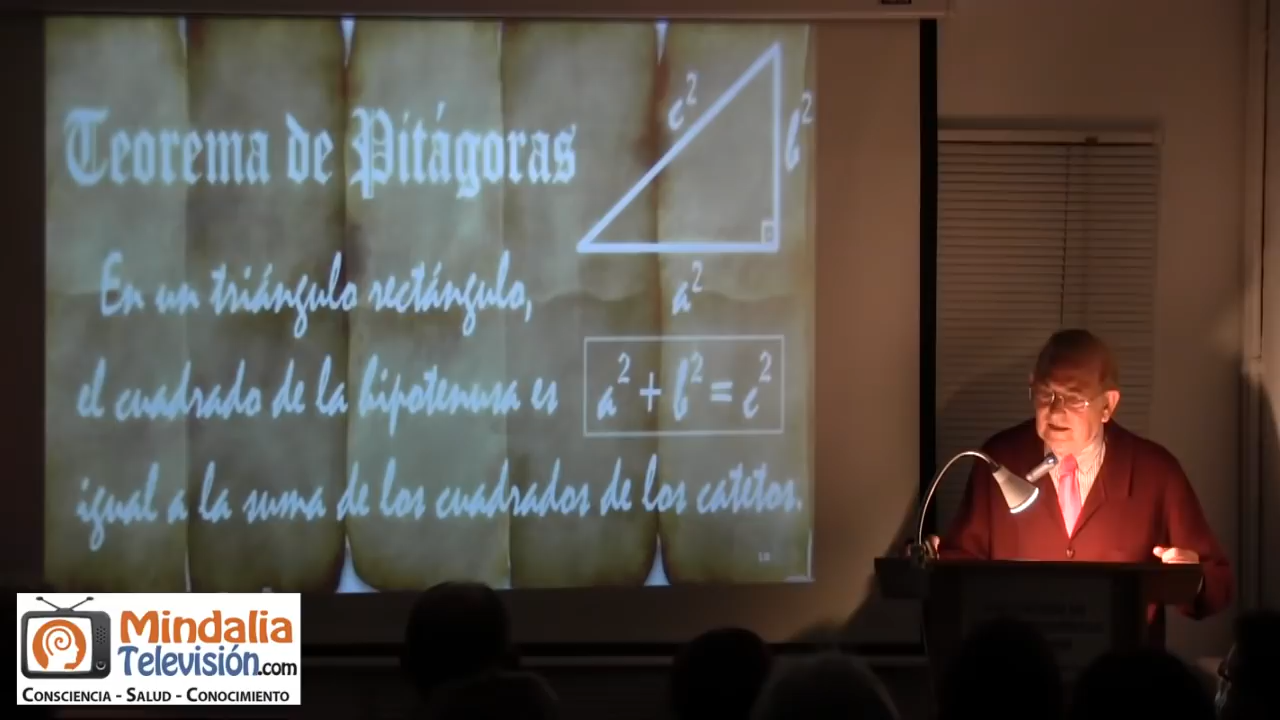 Teorema de Pitágoras
c²
b²
a²
En un triángulo rectángulo,
el cuadrado de la hipotenusa es
a² + b² = c²
igual a la suma de los cuadrados de los catetos.
Mindalia
Televisión.com
CONSCIENCIA - SALUD - CONOCIMIENTO